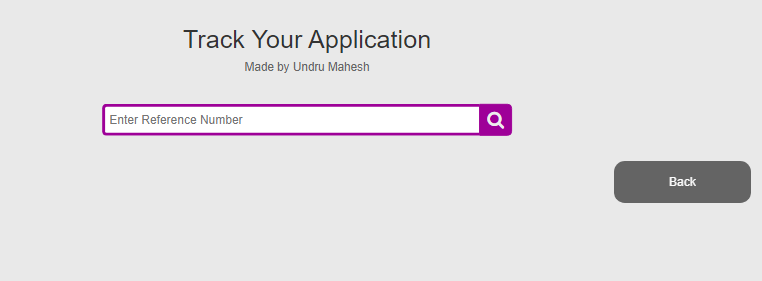 Track Your Application
Made by Undru Mahesh
Enter Reference Number
Back